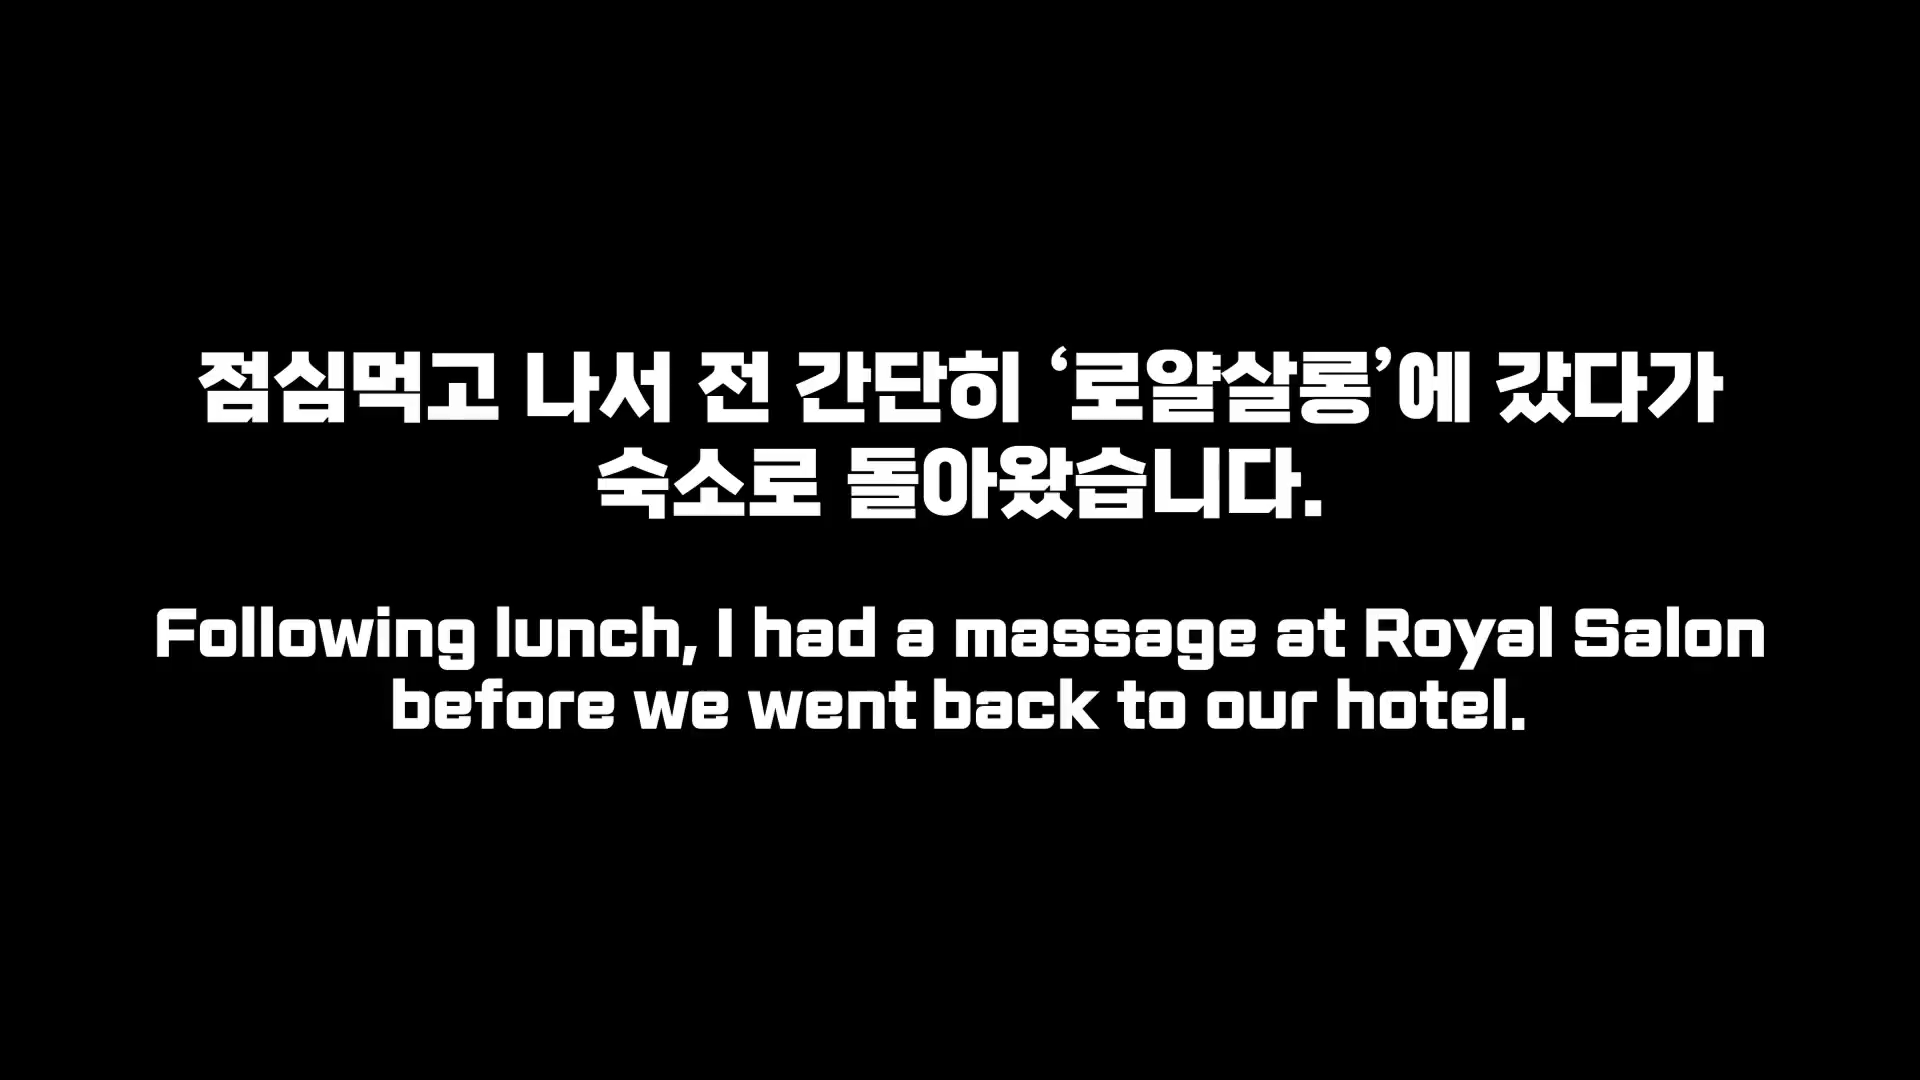 점심먹고 나서 전 간단히 ‘로얄살롱’에 갔다가
숙소로 돌아왔습니다.
Following lunch, I had a massage at Royal Salon
before we went back to our hotel.